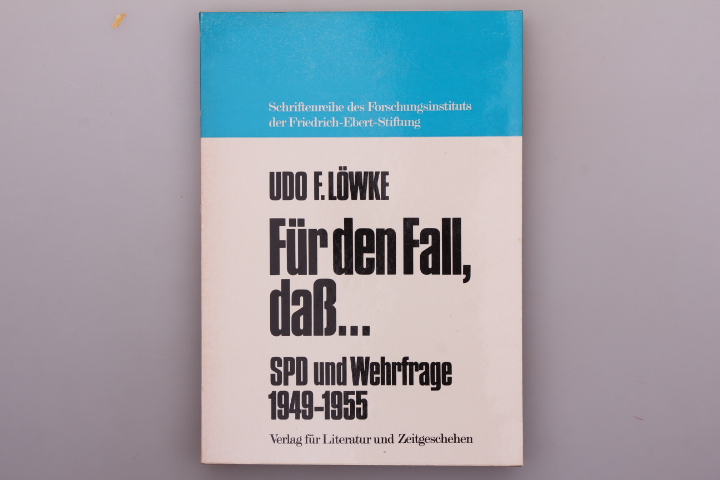 Schriftenreihe des Forschungsinstituts
der Friedrich-Ebert-Stiftung
UDO F. LÖWKE
Für den Fall,
daß...
SPD und Wehrfrage
1949-1955
Verlag für Literatur und Zeitgeschehen